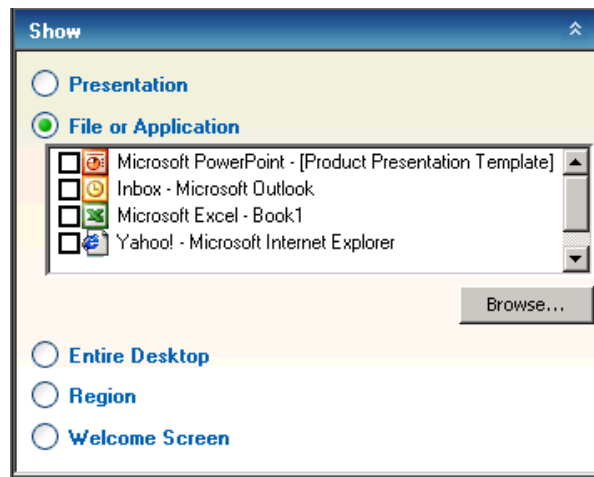 Show
Presentation
File or Application
Microsoft PowerPoint - [Product Presentation Template]
Inbox - Microsoft Outlook
Microsoft Excel - Book1
Yahoo! - Microsoft Internet Explorer
Browse...
Entire Desktop
Region
Welcome Screen